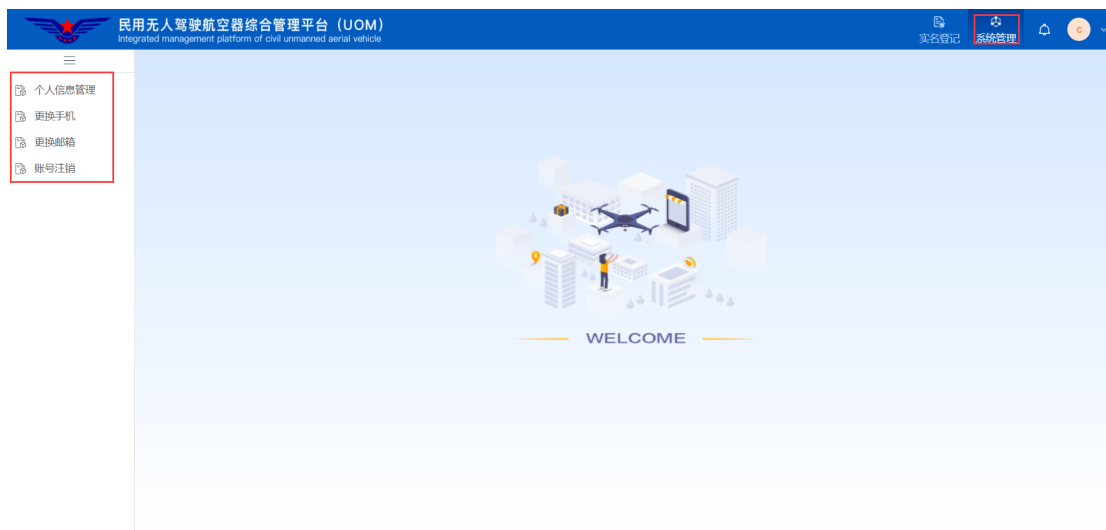 民用无人驾驶航空器综合管理平台（UOM）
Integrated management platform of civil unmanned aerial vehicle
实名登记
系统管理
C
个人信息管理
更换手机
更换邮箱
账号注销
WELCOME